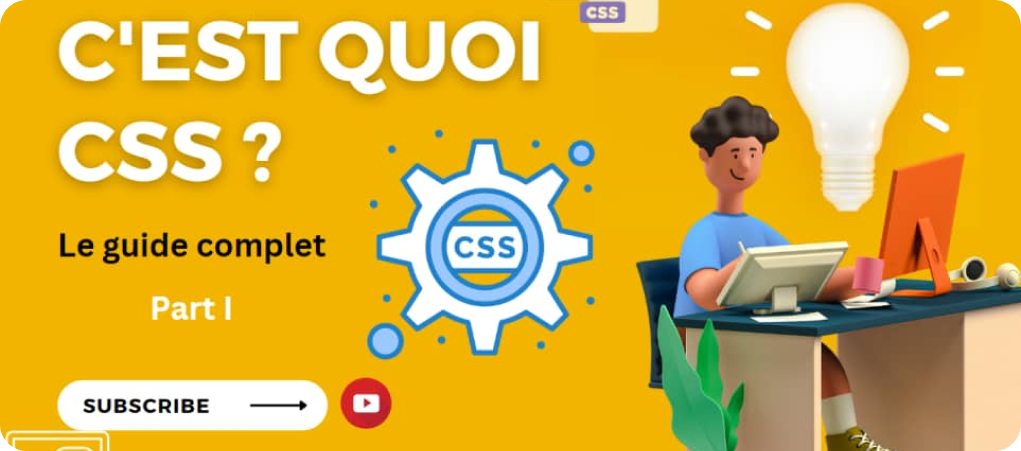 CSS
C'EST QUOI
CSS ?
Le guide complet
CSS
Part I
SUBSCRIBE